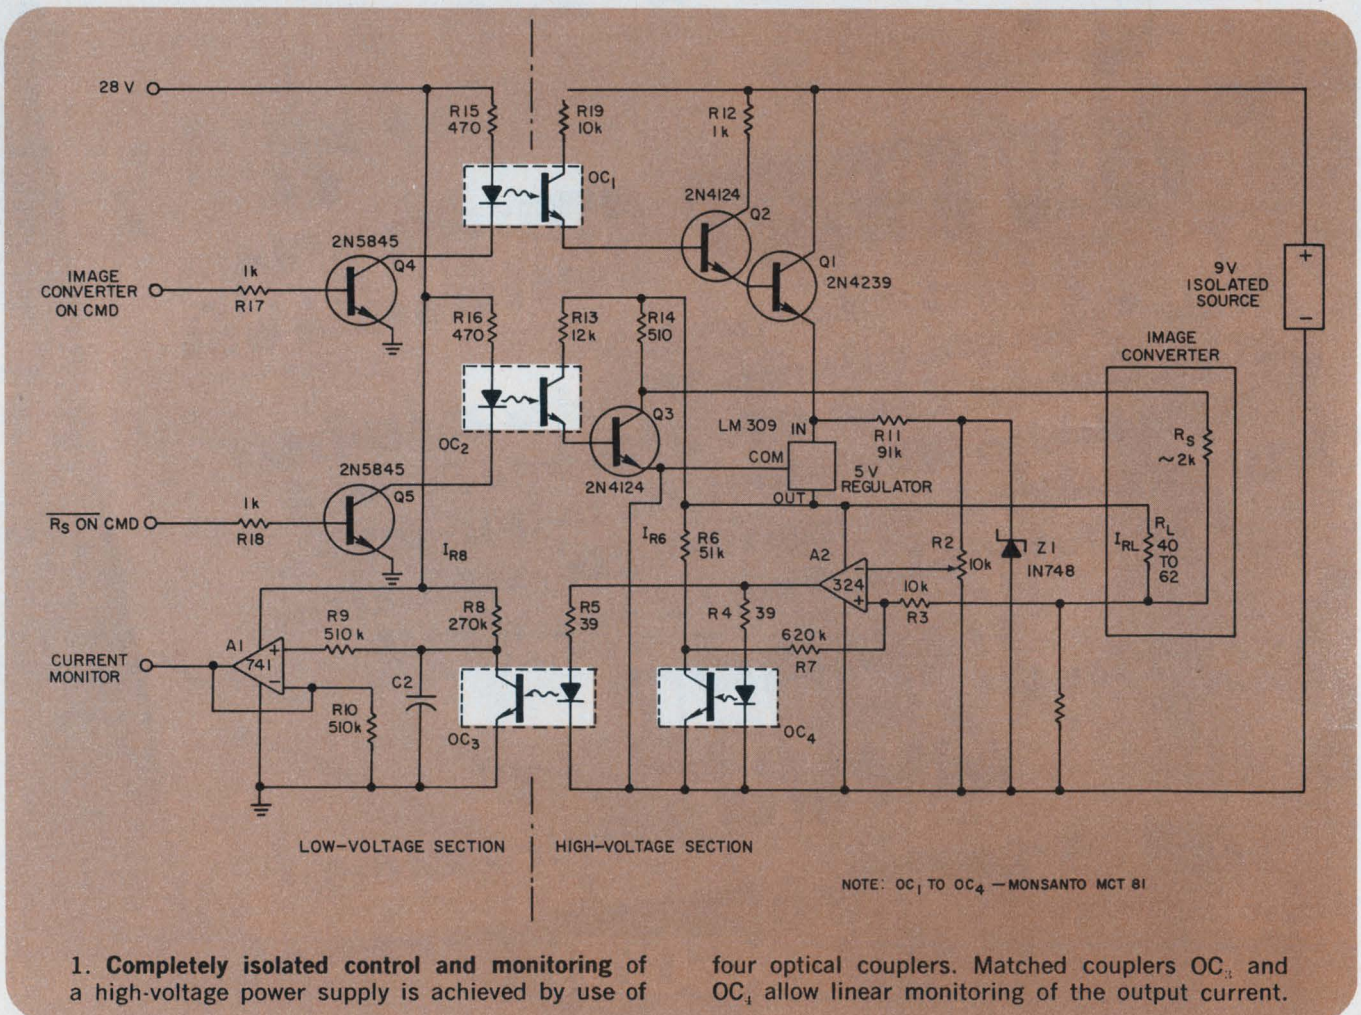 28 V
R15
470
R19
10k
R12
1k
OC1
2N4124
Q2
2N5845
Q4
Q1
2N4239
IMAGE
CONVERTER
ON CMD
1k
R17
9V
ISOLATED
SOURCE
+
−
R16
470
R13
12k
R14
510
IMAGE
CONVERTER
OC2
Q3
2N4124
LM 309
IN
COM
OUT
5V
REGULATOR
R11
91k
RS
~2k
2N5845
Q5
RS ON CMD
1k
R18
IR8
IR6
R6
51k
A2
324
−
+
R2
10k
Z1
1N748
IRL
RL
40
TO
62
10k
R3
R9
510k
R8
270k
R5
39
R4
39
620k
R7
CURRENT
MONITOR
A1
741
+
−
C2
R10
510k
OC3
OC4
LOW-VOLTAGE SECTION
HIGH-VOLTAGE SECTION
NOTE: OC1 TO OC4 — MONSANTO MCT 81
1. Completely isolated control and monitoring of
a high-voltage power supply is achieved by use of
four optical couplers. Matched couplers OC3 and
OC4 allow linear monitoring of the output current.